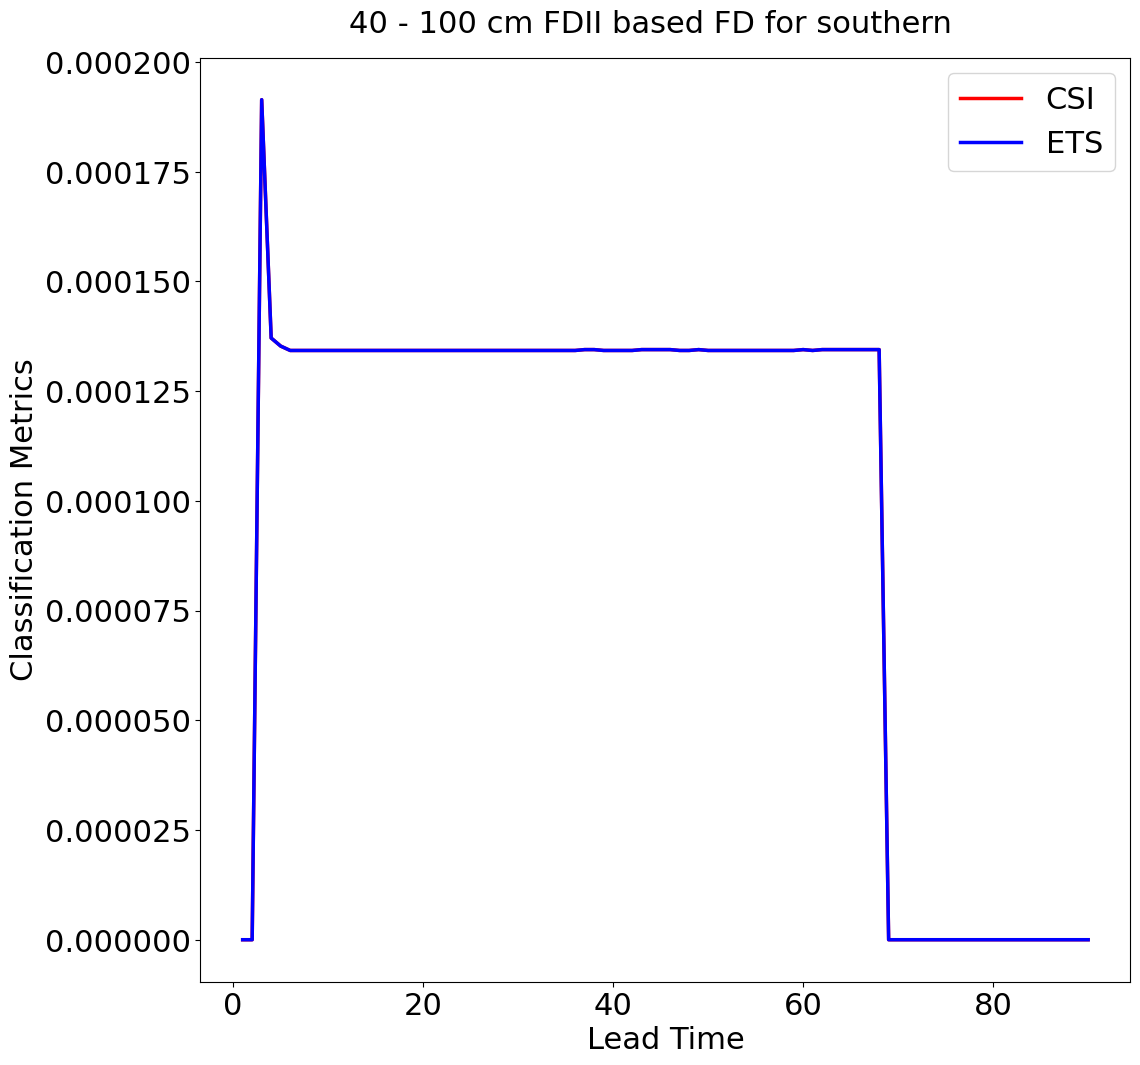 40 - 100 cm FDII based FD for southern
CSI
ETS
Classification Metrics
0.000200
0.000175
0.000150
0.000125
0.000100
0.000075
0.000050
0.000025
0.000000
0 20 40 60 80
Lead Time